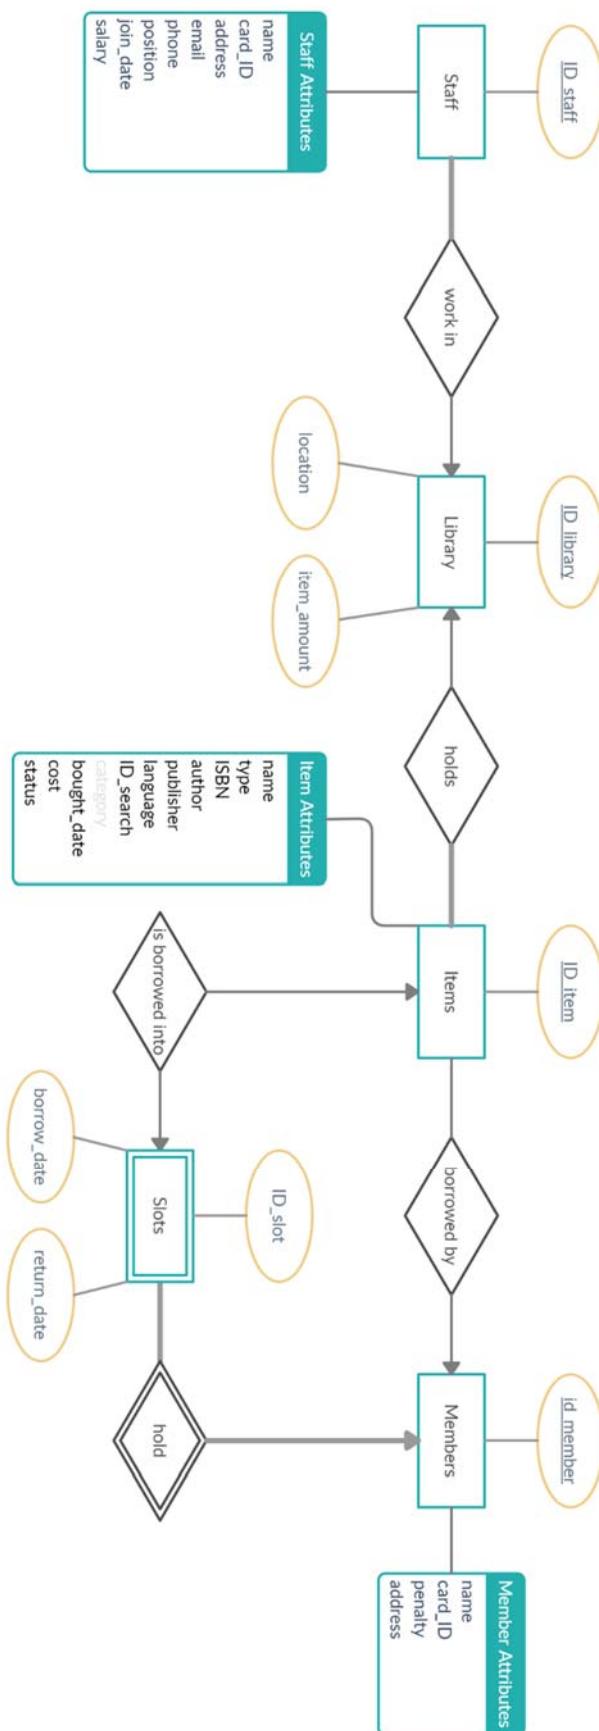 ID_staff
Staff
Staff Attributes
name
card_ID
address
email
phone
position
join_date
salary
work in
ID_library
Library
location
item_amount
holds
ID_item
Items
Item Attributes
name
type
ISBN
author
publisher
language
ID_search
category
bought_date
cost
status
is borrowed into
borrowed by
ID_slot
Slots
borrow_date
return_date
hold
id_member
Members
Member Attributes
name
card_ID
penalty
address